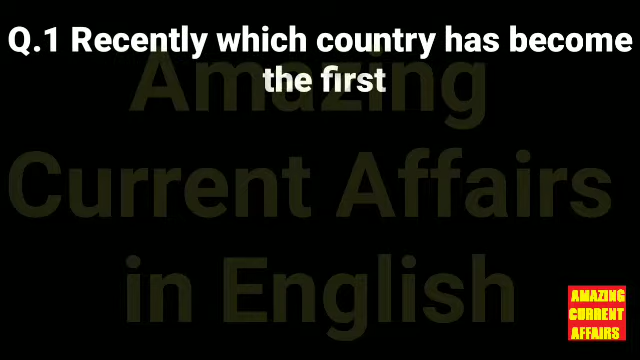 Q.1 Recently which country has become
the first
Amazing
Current Affairs
in English
AMAZING
CURRENT
AFFAIRS